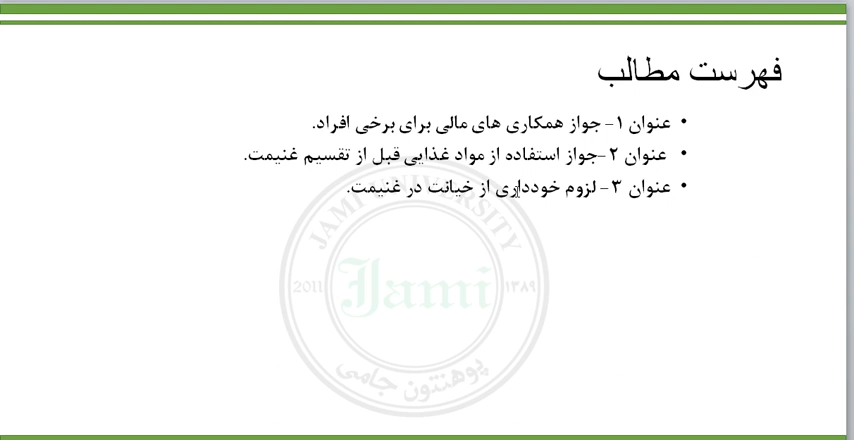 فهرست مطالب
• عنوان ۱- جواز همکاری های مالی برای برخی افراد.
• عنوان ۲-جواز استفاده از مواد غذایی قبل از تقسیم غنیمت.
• عنوان ۳- لزوم خودداری از خیانت در غنیمت.
JAMI UNIVERSITY
2011 Jami ۱۳۸۹
پوهنتون جامی